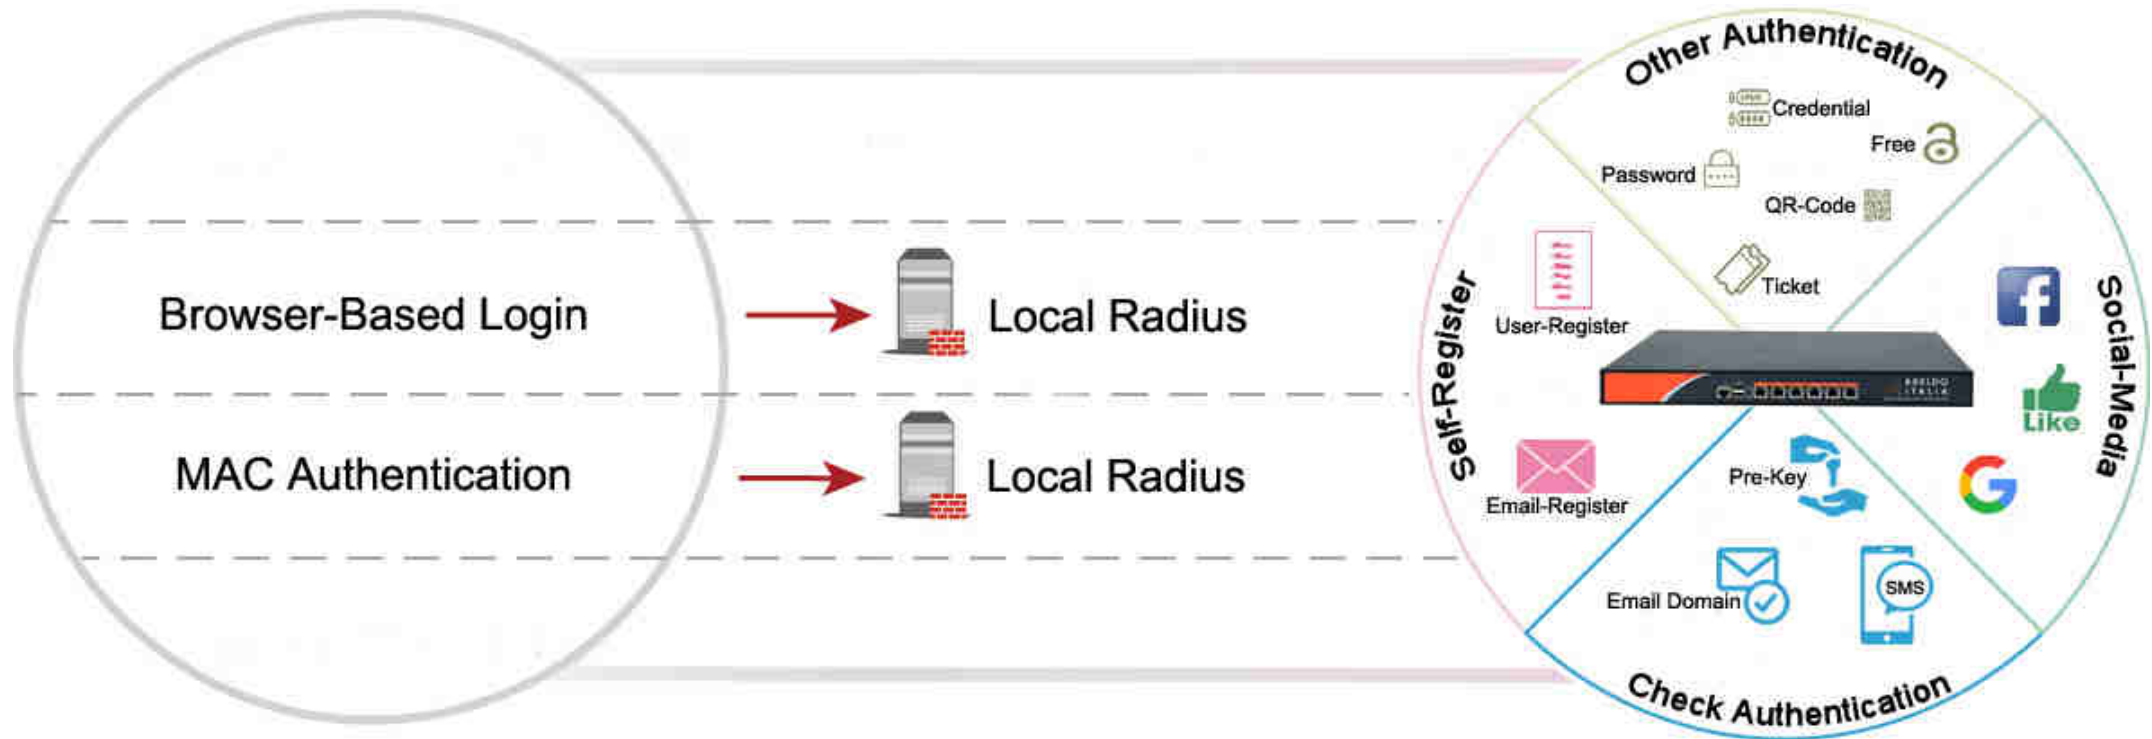 Other Authentication
Credential
Free
Password
QR-Code
Ticket
Browser-Based Login
Local Radius
MAC Authentication
Local Radius
Self-Register
User-Register
Email-Register
Social-Media
f
Like
G
Pre-Key
Email Domain
SMS
Check Authentication
ITALIA